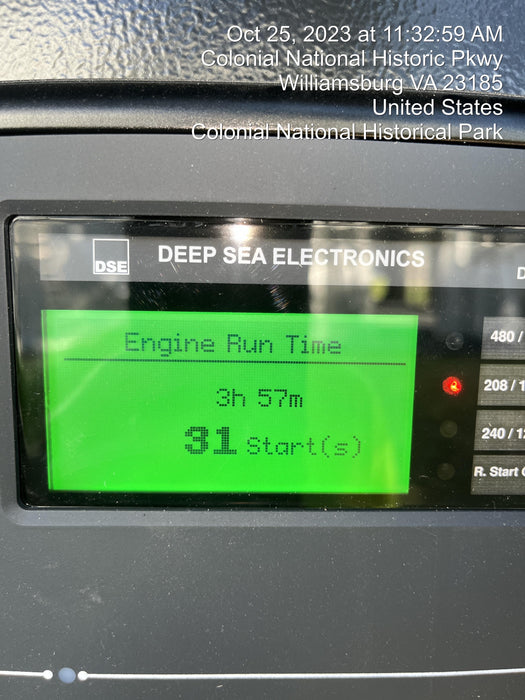 Oct 25, 2023 at 11:32:59 AM
Colonial National Historic Pkwy
Williamsburg VA 23185
United States
Colonial National Historical Park
DSE
DEEP SEA ELECTRONICS
D
Engine Run Time
3h 57m
31 Start(s)
480 /
208 / 1
240 / 12
R. Start